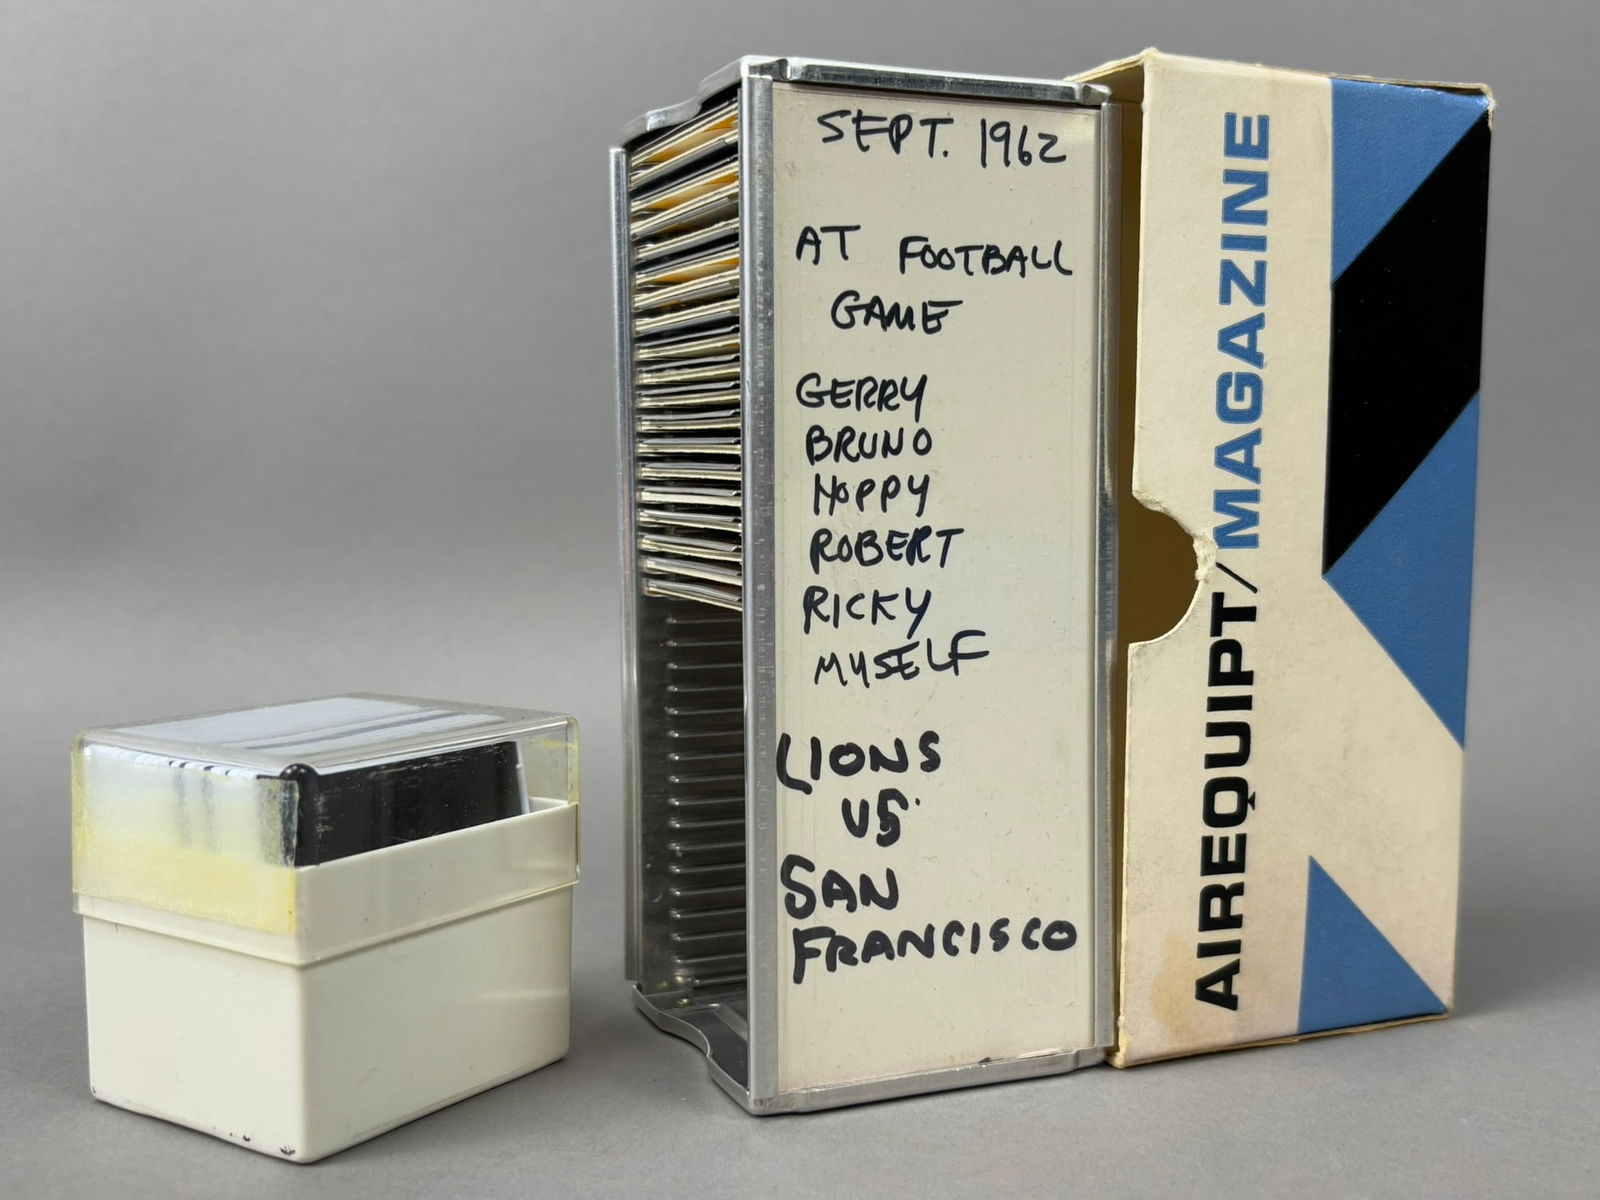 SEPT. 1962
AT FOOTBALL
GAME
GERRY
BRUNO
HOPPY
ROBERT
RICKY
MYSELF
LIONS
VS.
SAN
FRANCISCO
AIREQUIPT/MAGAZINE